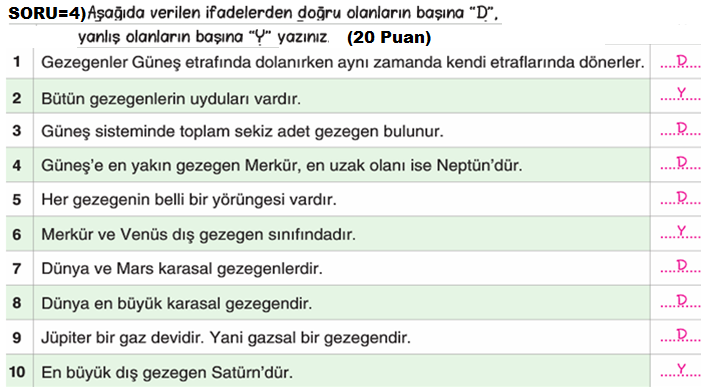 SORU=4)Aşağıda verilen ifadelerden doğru olanların başına "D",
yanlış olanların başına "Y" yazınız. (20 Puan)
1 Gezegenler Güneş etrafında dolanırken aynı zamanda kendi etraflarında dönerler. ....D....
2 Bütün gezegenlerin uyduları vardır. ....Y....
3 Güneş sisteminde toplam sekiz adet gezegen bulunur. ....D....
4 Güneş'e en yakın gezegen Merkür, en uzak olanı ise Neptün'dür. ....D....
5 Her gezegenin belli bir yörüngesi vardır. ....D....
6 Merkür ve Venüs dış gezegen sınıfındadır. ....Y....
7 Dünya ve Mars karasal gezegenlerdir. ....D....
8 Dünya en büyük karasal gezegendir. ....D....
9 Jüpiter bir gaz devidir. Yani gazsal bir gezegendir. ....D....
10 En büyük dış gezegen Satürn'dür. ....Y....